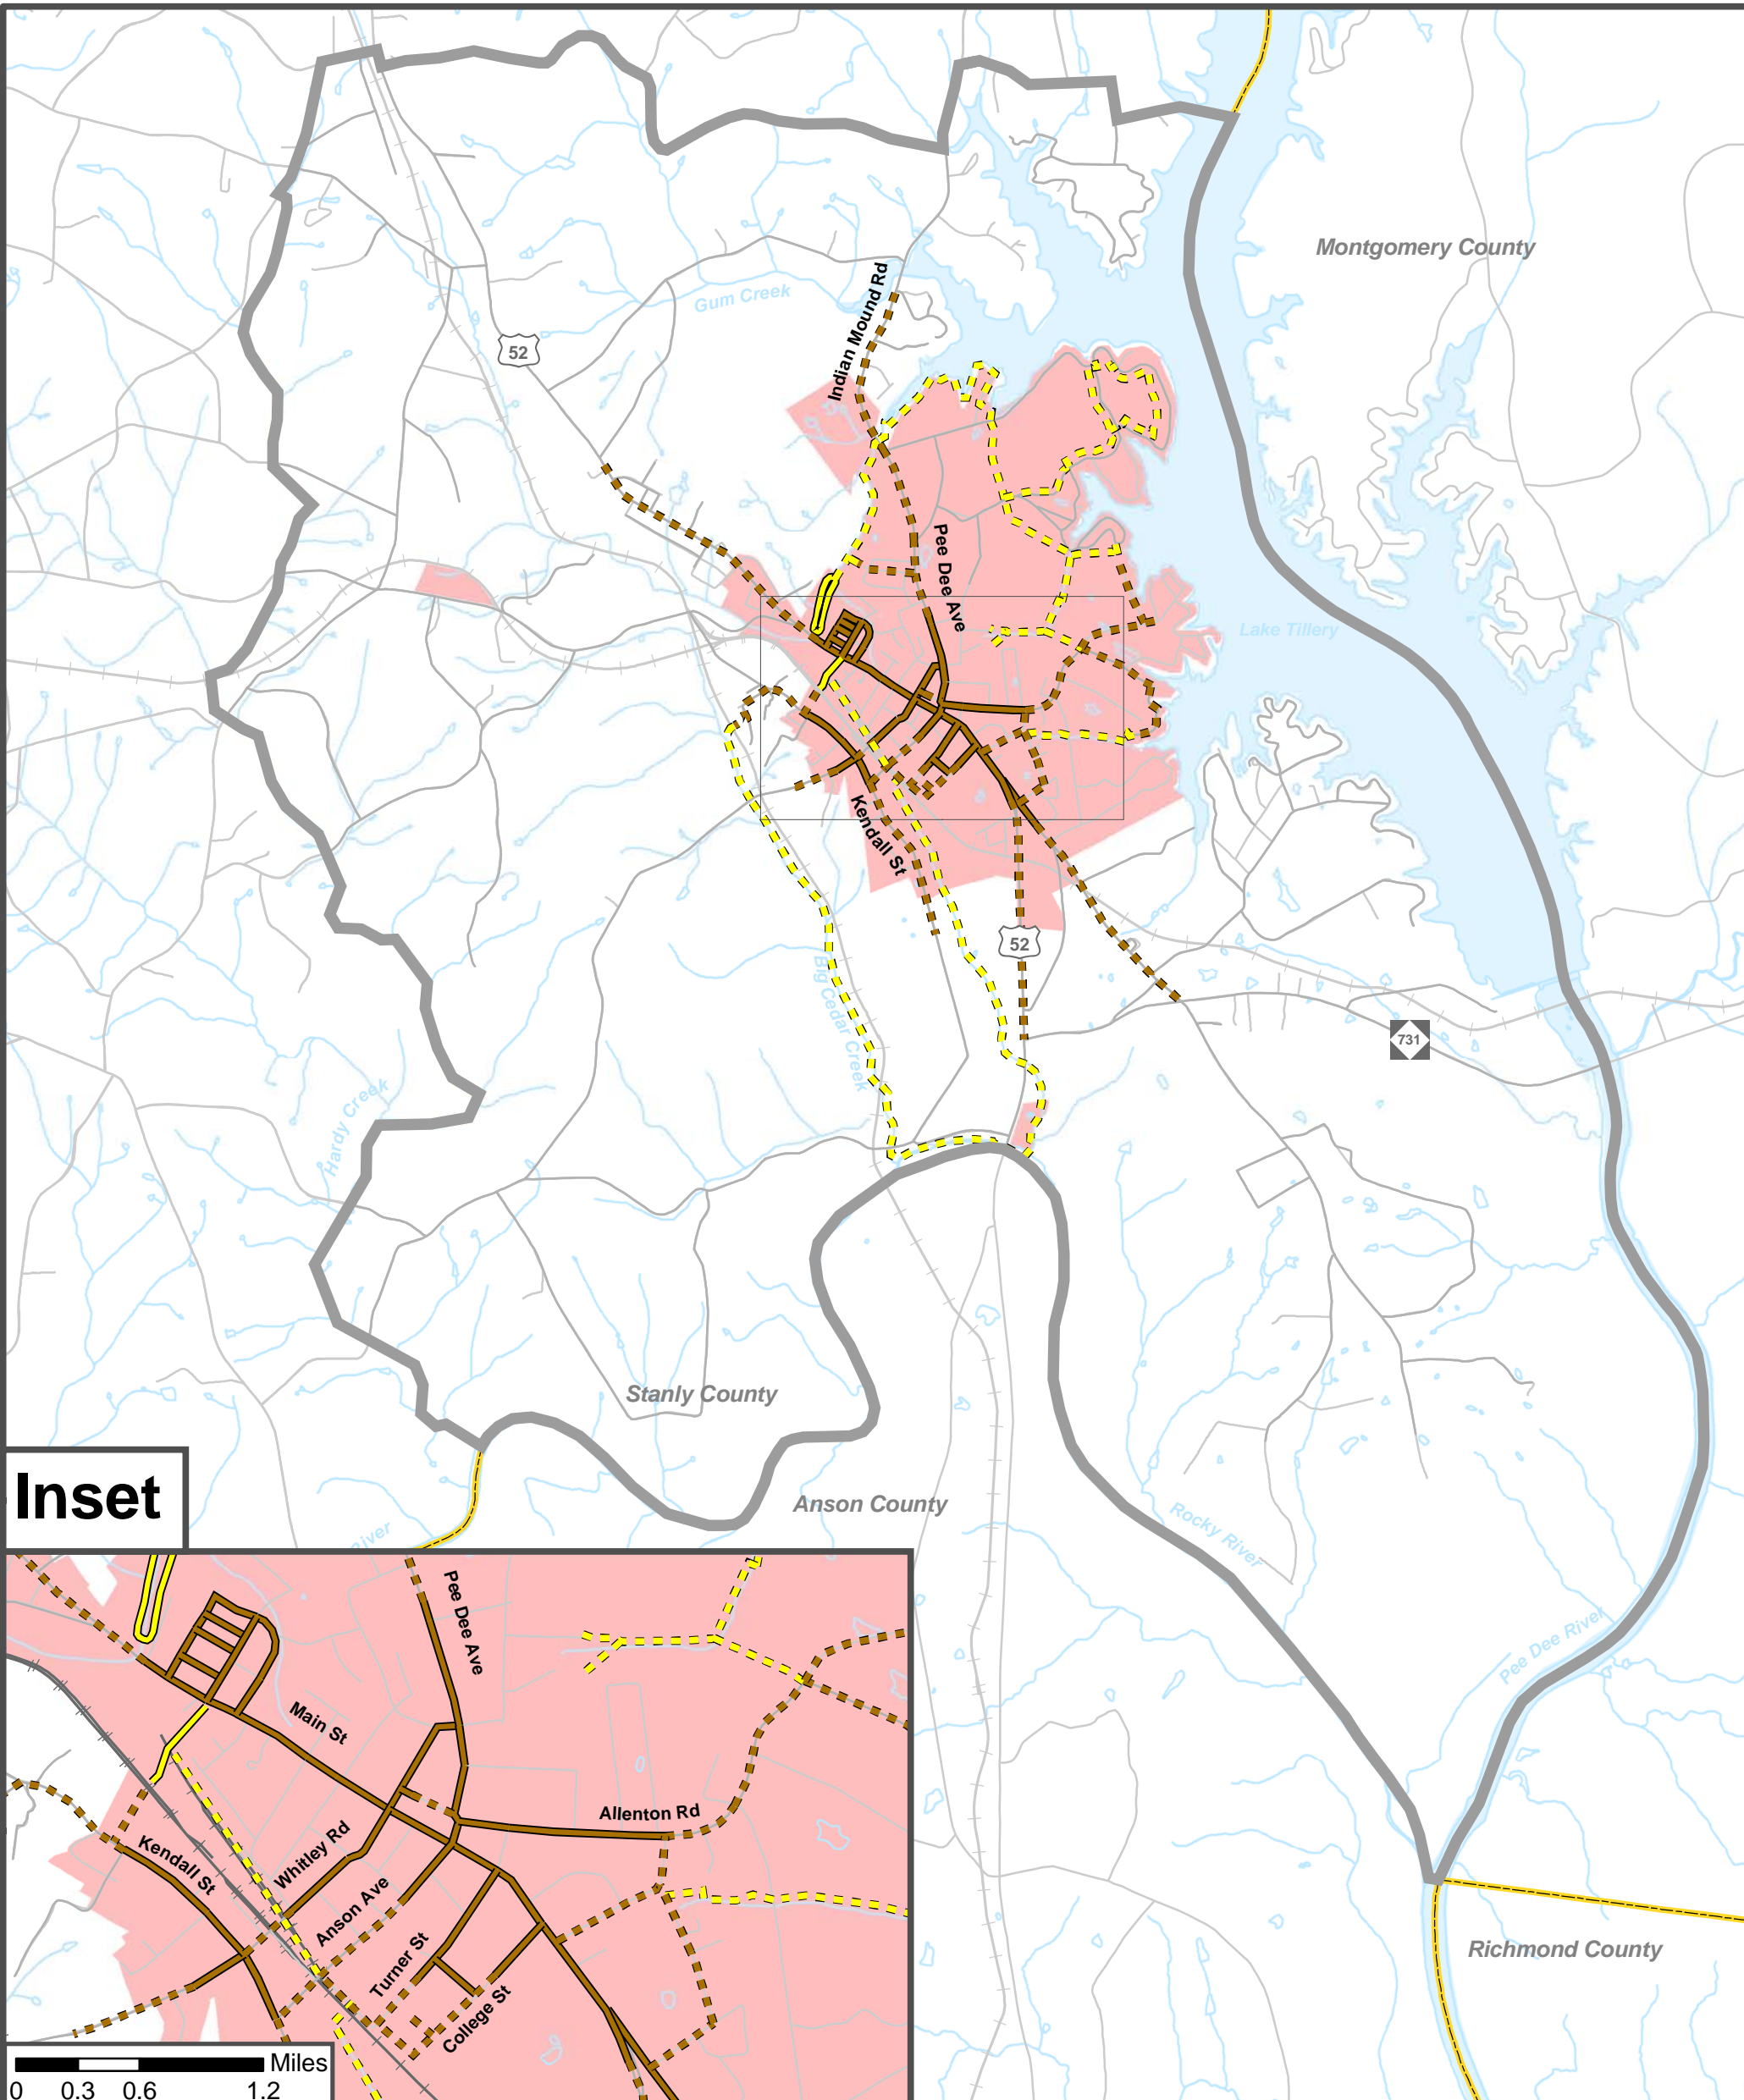 Montgomery County
Indian Mound Rd
Gum Creek
52
Pee Dee Ave
Lake Tillery
Kendall St
52
Big Cedar Creek
731
Hardy Creek
Stanly County
Anson County
Rocky River
Inset
River
Pee Dee River
Pee Dee Ave
Main St
Allenton Rd
Whitley Rd
Kendall St
Anson Ave
Turner St
College St
Richmond County
Miles
0 0.3 0.6 1.2